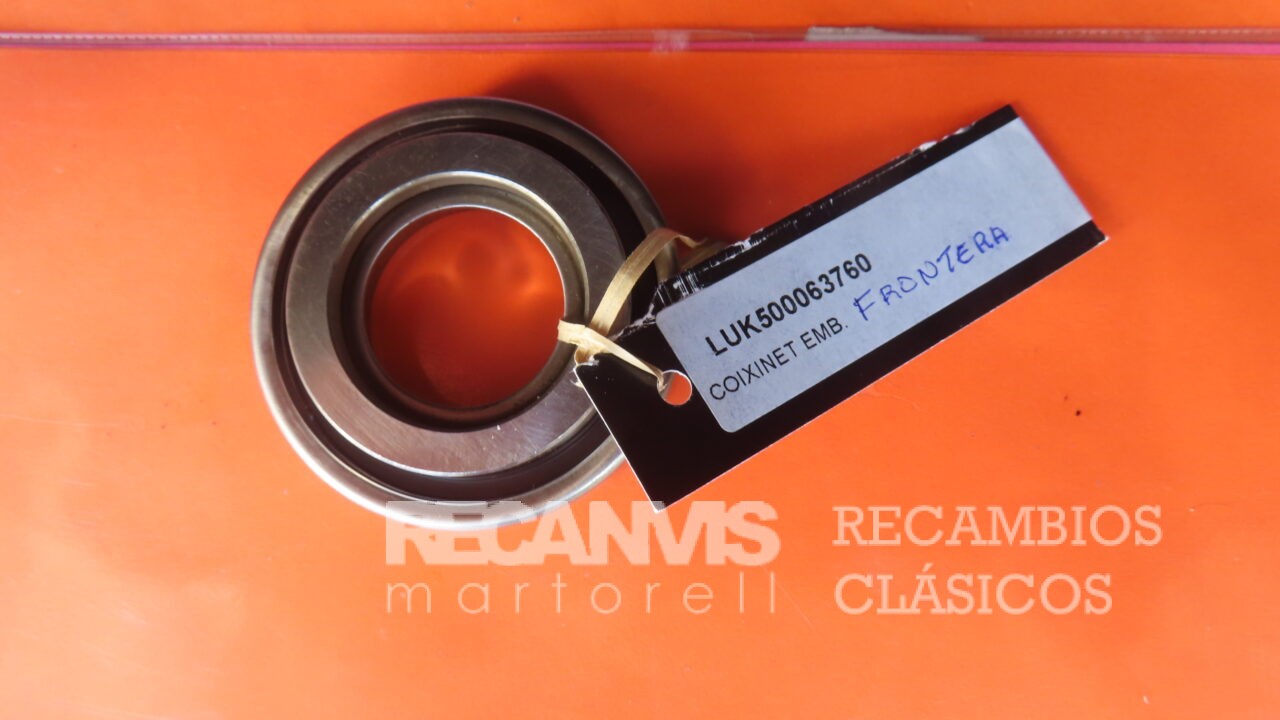 LUK500063760
COIXINET EMB. FRONTERA
RECANVIS
martorell
RECAMBIOS
CLÁSICOS